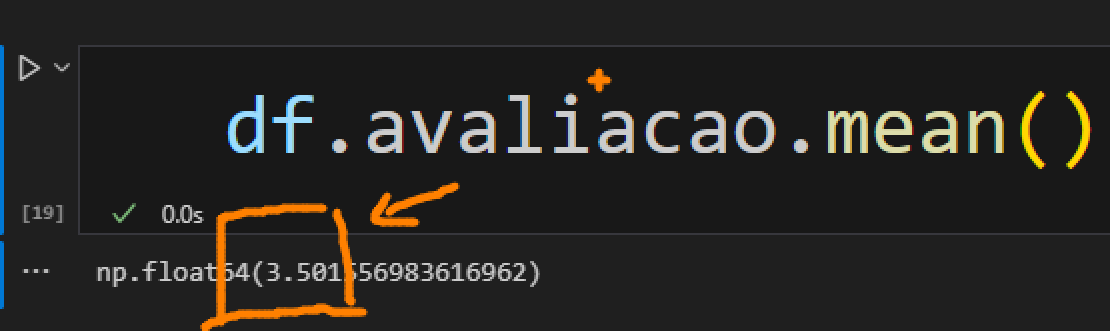 df.avaliacao.mean()
[19] 0.0s
... np.float64(3.501556983616962)